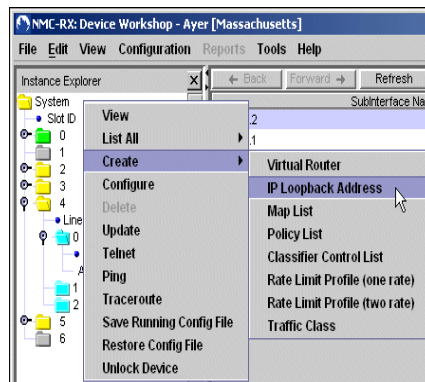 NMC-RX: Device Workshop - Ayer [Massachusetts]
File Edit View Configuration Reports Tools Help
Instance Explorer
Back Forward Refresh
System
Slot ID
0
1
2
3
4
Line
0
A
1
2
5
6
SubInterface Na
.2
.1
View
List All
Create
Configure
Delete
Update
Telnet
Ping
Traceroute
Save Running Config File
Restore Config File
Unlock Device
Virtual Router
IP Loopback Address
Map List
Policy List
Classifier Control List
Rate Limit Profile (one rate)
Rate Limit Profile (two rate)
Traffic Class